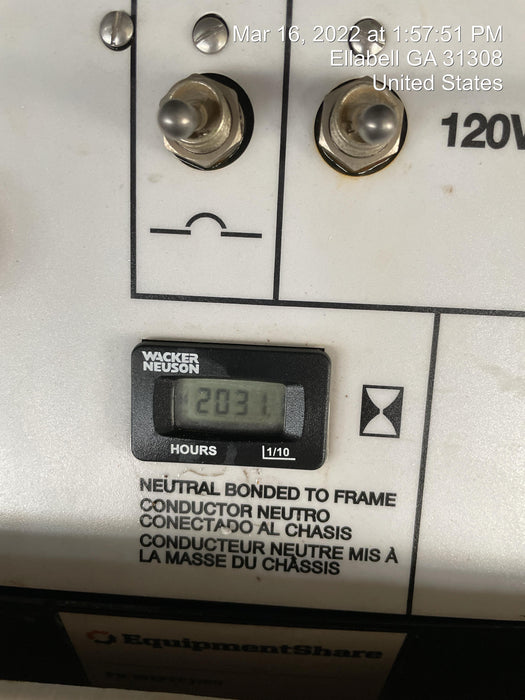 Mar 16, 2022 at 1:57:51 PM
Ellabell GA 31308
United States
120V
WACKER
NEUSON
2031
HOURS 1/10
NEUTRAL BONDED TO FRAME
CONDUCTOR NEUTRO
CONECTADO AL CHASIS
CONDUCTEUR NEUTRE MIS À
LA MASSE DU CHÂSSIS
EquipmentShare